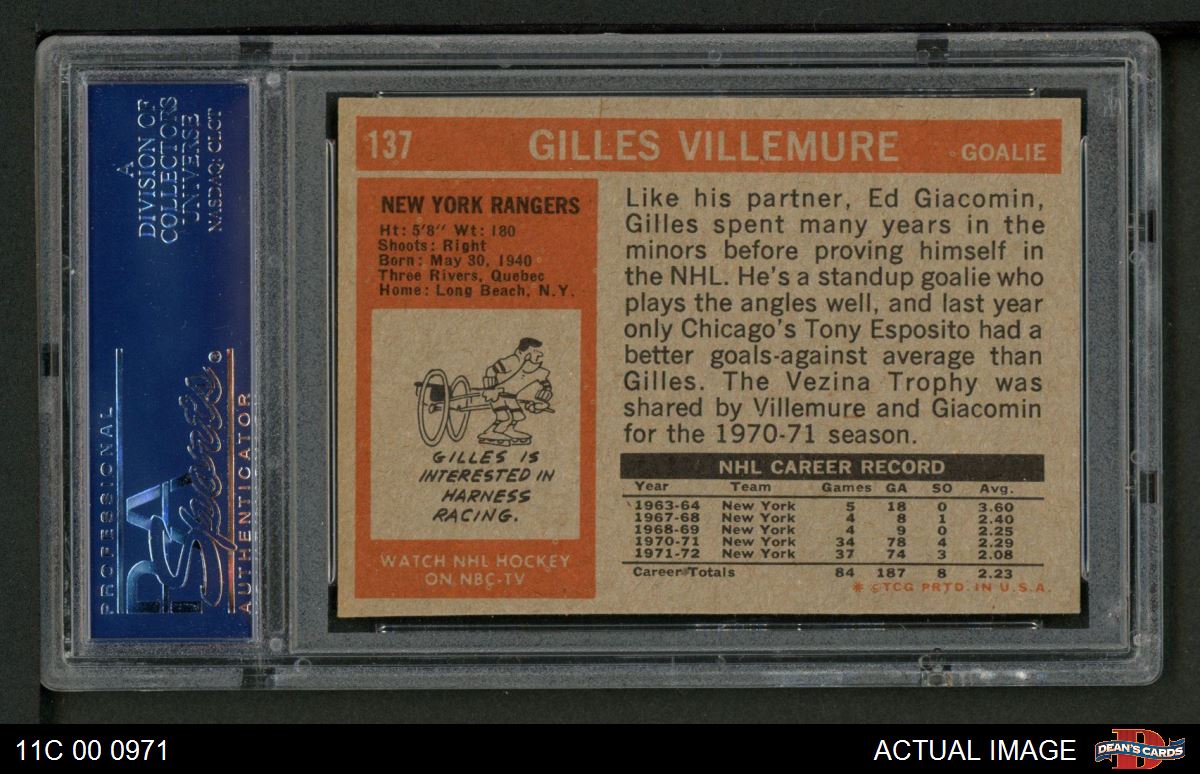 A
DIVISION OF
COLLECTORS
UNIVERSE
NASDAQ: CLCT
PROFESSIONAL
PSA
Sports®
AUTHENTICATOR
137 GILLES VILLEMURE GOALIE
NEW YORK RANGERS
Ht: 5'8" Wt: 180
Shoots: Right
Born: May 30, 1940
Three Rivers, Quebec
Home: Long Beach, N.Y.
GILLES IS
INTERESTED IN
HARNESS
RACING.
WATCH NHL HOCKEY
ON NBC-TV
Like his partner, Ed Giacomin,
Gilles spent many years in the
minors before proving himself in
the NHL. He's a standup goalie who
plays the angles well, and last year
only Chicago's Tony Esposito had a
better goals-against average than
Gilles. The Vezina Trophy was
shared by Villemure and Giacomin
for the 1970-71 season.
NHL CAREER RECORD
Year Team Games GA SO Avg.
1963-64 New York 5 18 0 3.60
1967-68 New York 4 8 1 2.40
1968-69 New York 4 9 0 2.25
1970-71 New York 34 78 4 2.29
1971-72 New York 37 74 3 2.08
Career Totals 84 187 8 2.23
* ©TCG PRTD. IN U.S.A.
11C 00 0971
ACTUAL IMAGE
DEAN'S CARDS